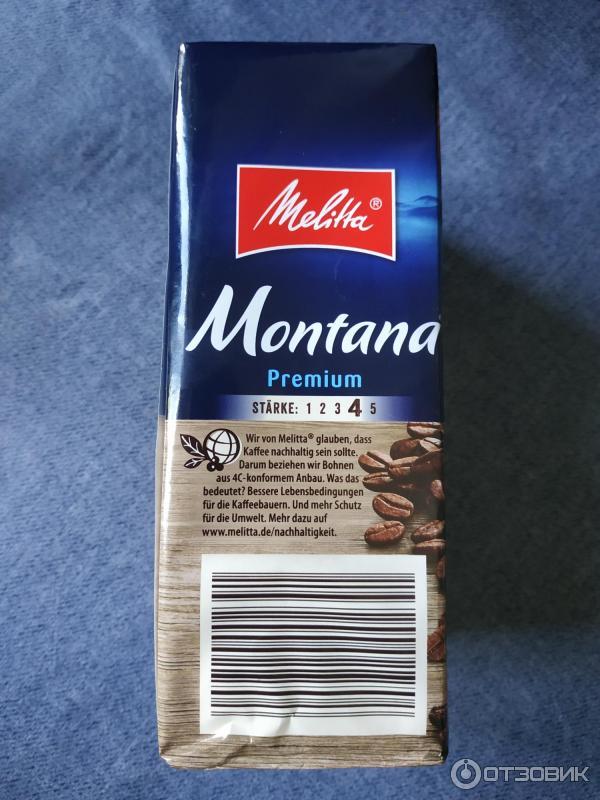 Melitta®
Montana
Premium
STÄRKE: 1 2 3 4 5
Wir von Melitta® glauben, dass
Kaffee nachhaltig sein sollte.
Darum beziehen wir Bohnen
aus 4C-konformem Anbau. Was das
bedeutet? Bessere Lebensbedingungen
für die Kaffeebauern. Und mehr Schutz
für die Umwelt. Mehr dazu auf
www.melitta.de/nachhaltigkeit.
ОТЗОВИК